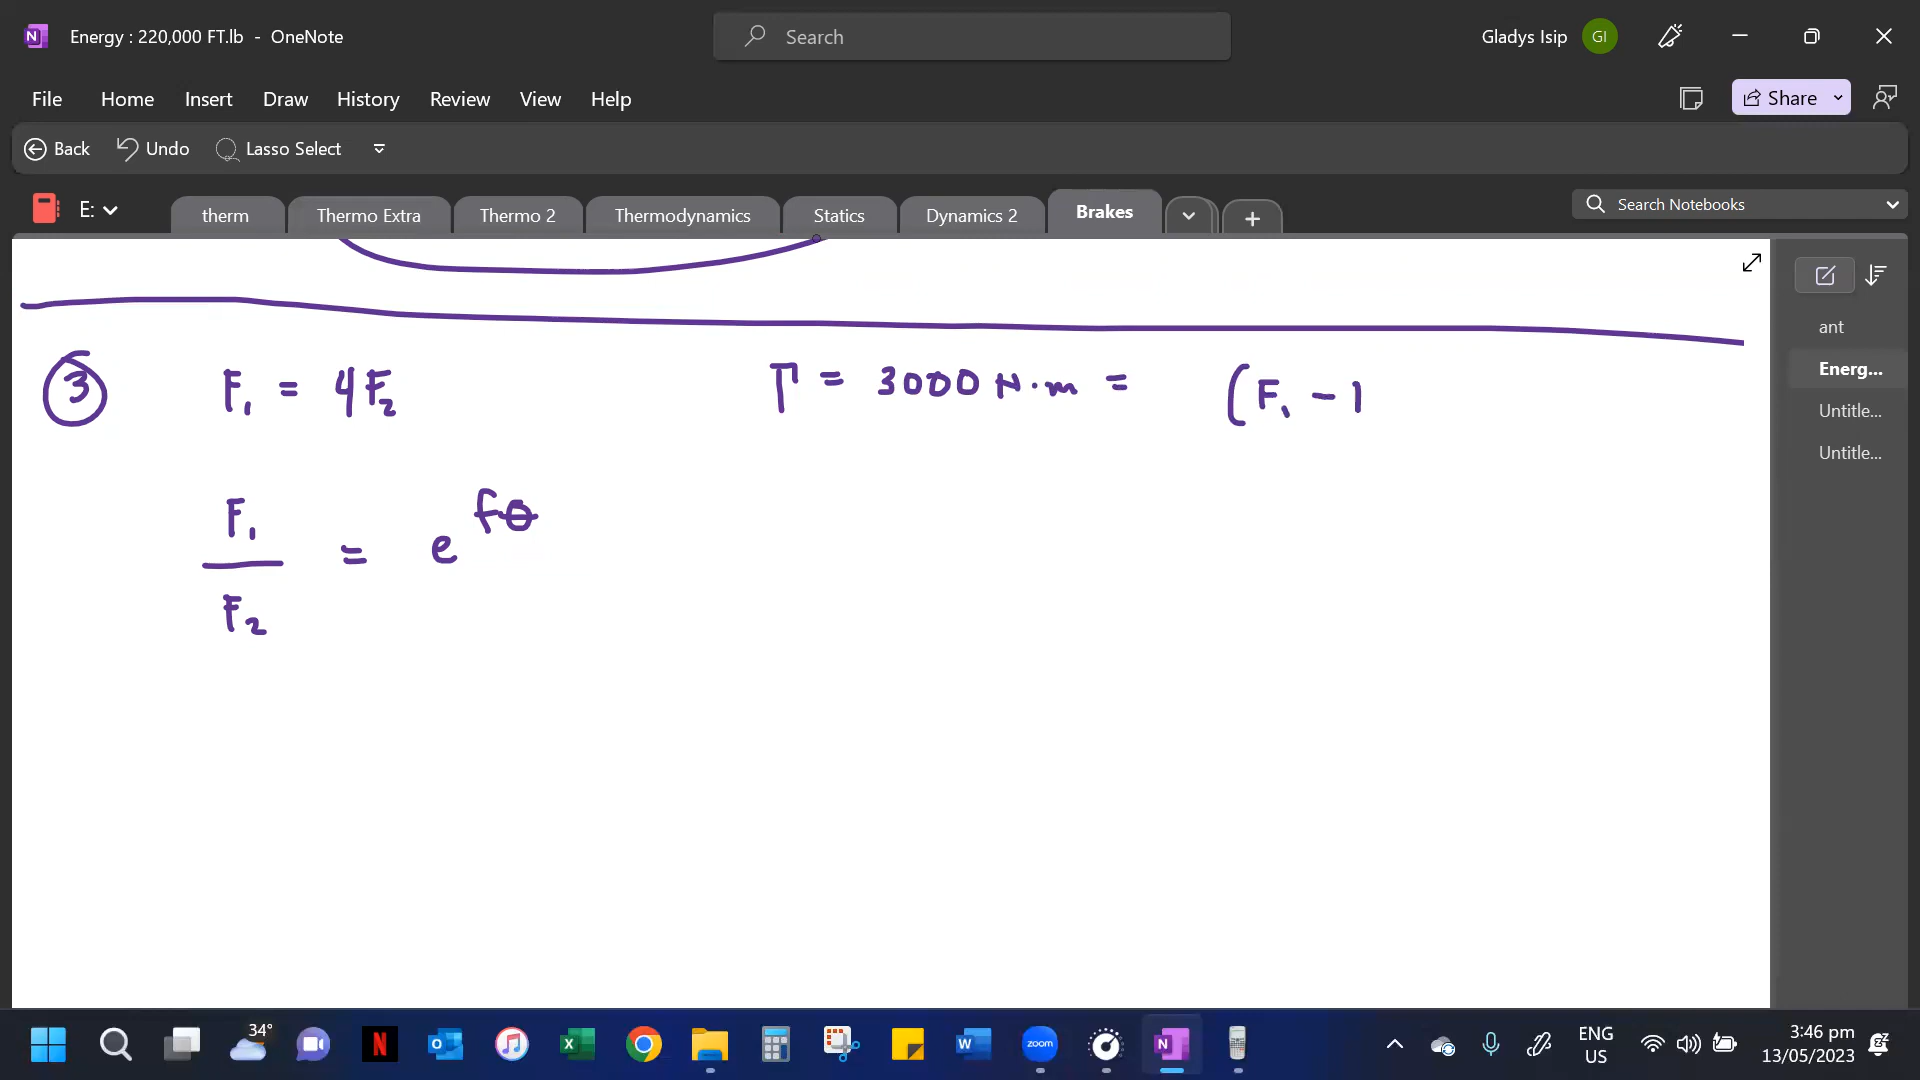 Energy : 220,000 FT.lb - OneNote
Search
Gladys Isip GI
File Home Insert Draw History Review View Help
Share
Back Undo Lasso Select
E: therm Thermo Extra Thermo 2 Thermodynamics Statics Dynamics 2 Brakes +
Search Notebooks
ant
Energ...
Untitle...
Untitle...
3 F₁ = 4F₂ T = 3000 N·m = (F₁ - 1
F₁
= e^fθ
F₂
34°
zoom
ENG
US
3:46 pm
13/05/2023